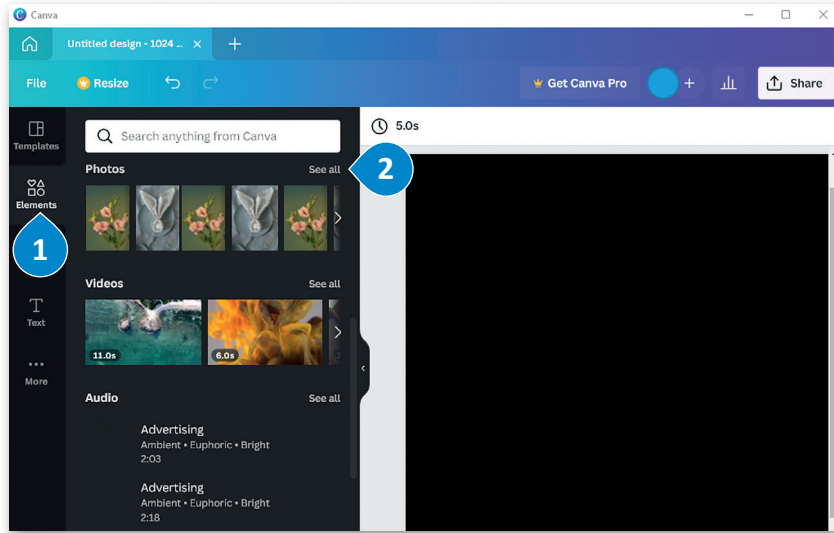 Canva
Untitled design - 1024 ...
File
Resize
Get Canva Pro
Share
Templates
Elements
1
Text
More
Search anything from Canva
Photos
See all
2
Videos
See all
11.0s
6.0s
Audio
See all
Advertising
Ambient • Euphoric • Bright
2:03
Advertising
Ambient • Euphoric • Bright
2:18
5.0s